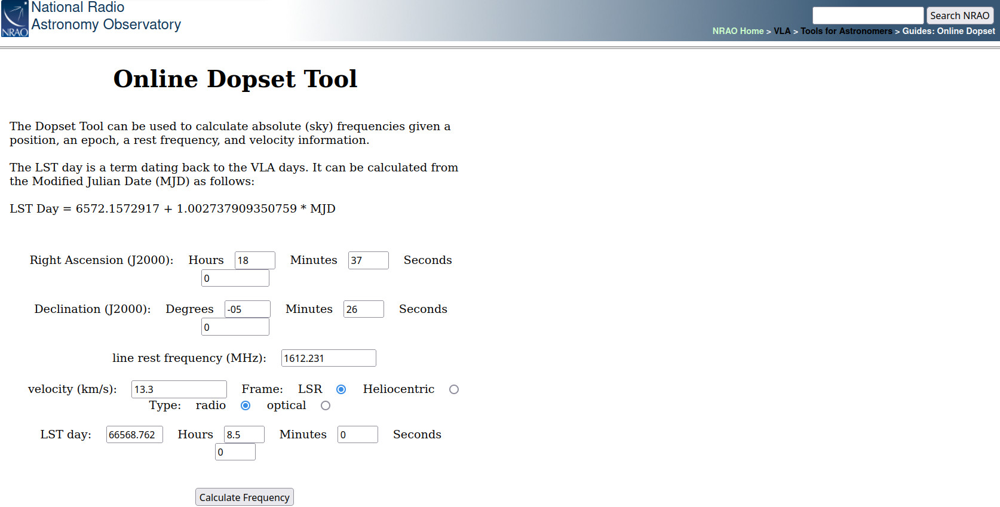 National Radio
Astronomy Observatory
NRAO
Search NRAO
NRAO Home > VLA > Tools for Astronomers > Guides: Online Dopset
Online Dopset Tool
The Dopset Tool can be used to calculate absolute (sky) frequencies given a
position, an epoch, a rest frequency, and velocity information.
The LST day is a term dating back to the VLA days. It can be calculated from
the Modified Julian Date (MJD) as follows:
LST Day = 6572.1572917 + 1.002737909350759 * MJD
Right Ascension (J2000): Hours 18 Minutes 37 Seconds
0
Declination (J2000): Degrees -05 Minutes 26 Seconds
0
line rest frequency (MHz): 1612.231
velocity (km/s): 13.3 Frame: LSR Heliocentric
Type: radio optical
LST day: 66568.762 Hours 8.5 Minutes 0 Seconds
0
Calculate Frequency